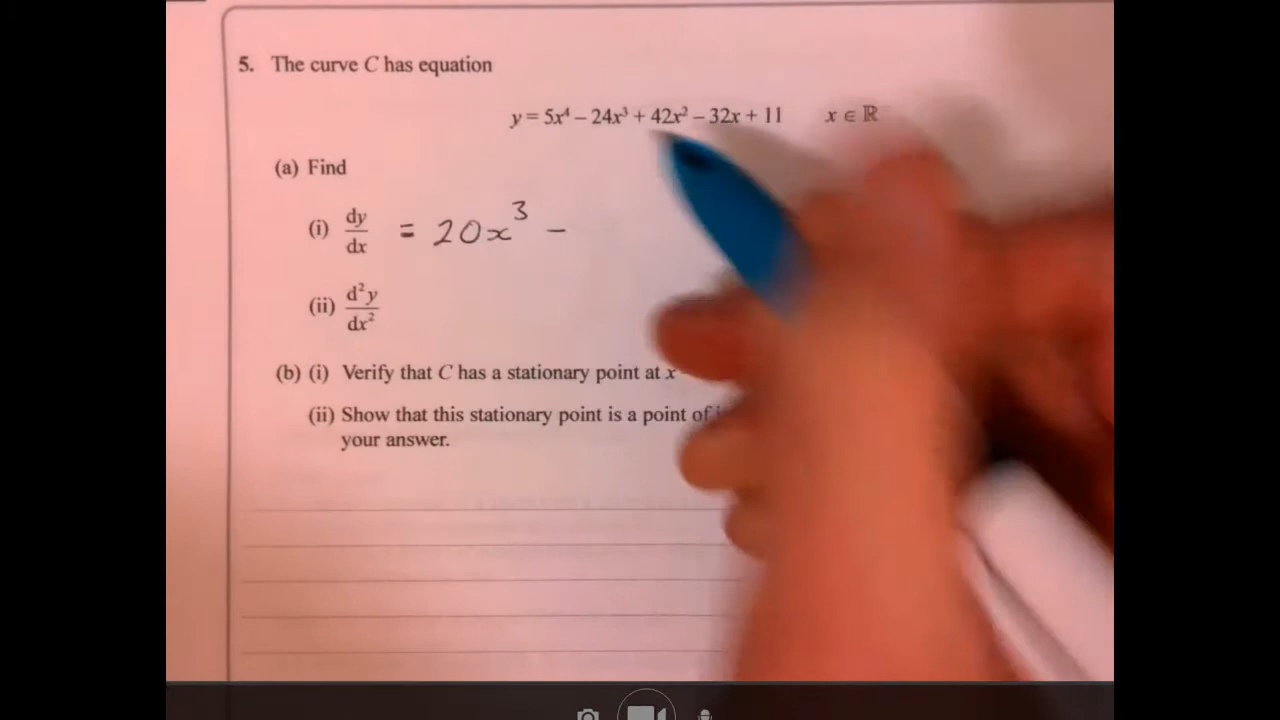 5. The curve C has equation
y = 5x⁴ – 24x³ + 42x² – 32x + 11 x ∈ ℝ
(a) Find
(i) dy/dx = 20x³ –
(ii) d²y/dx²
(b) (i) Verify that C has a stationary point at x
(ii) Show that this stationary point is a point of
your answer.